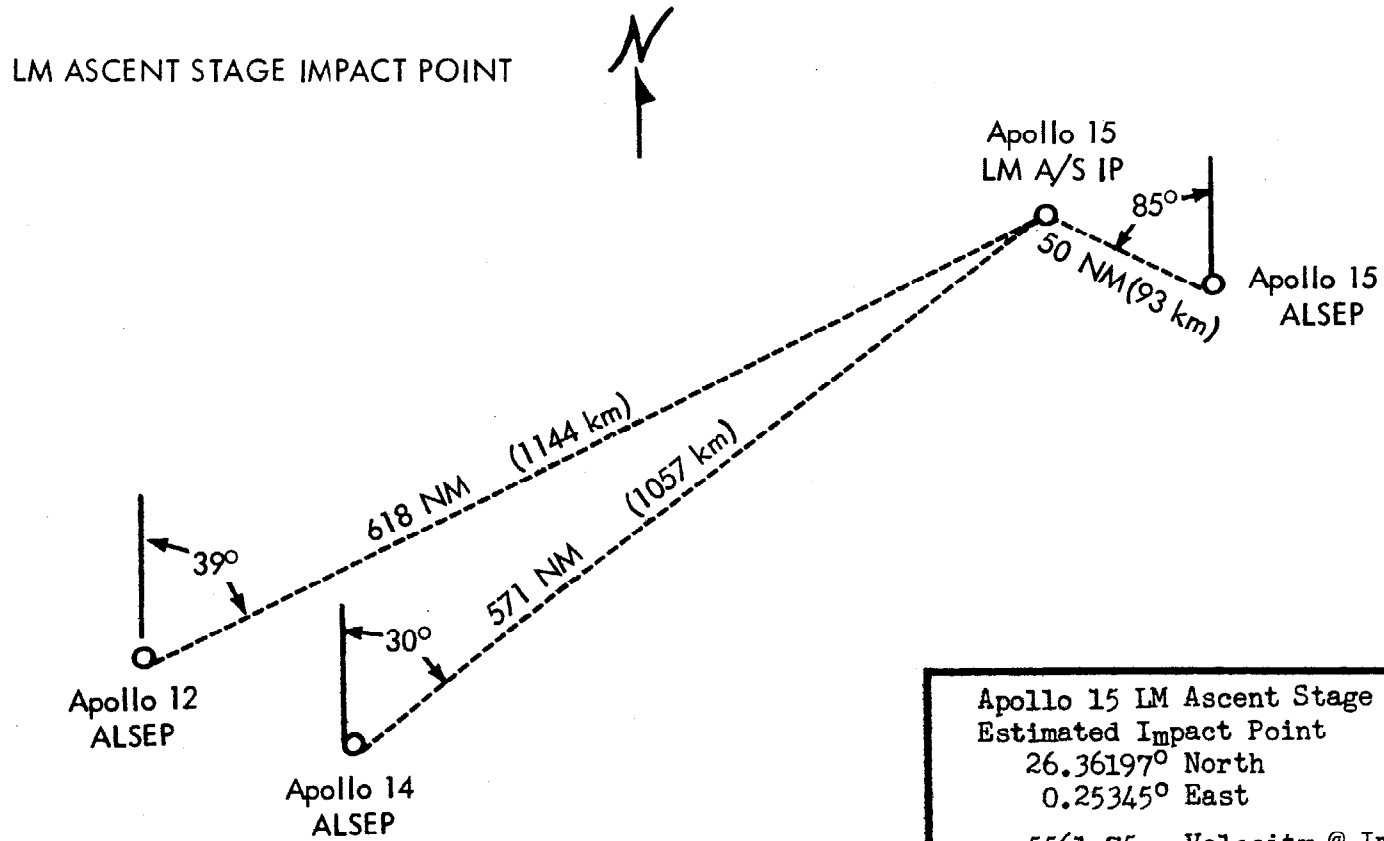 LM ASCENT STAGE IMPACT POINT
N
Apollo 15
LM A/S IP
85°
50 NM (93 km)
Apollo 15
ALSEP
618 NM (1144 km)
571 NM (1057 km)
39°
30°
Apollo 12
ALSEP
Apollo 14
ALSEP
Apollo 15 LM Ascent Stage
Estimated Impact Point
26.36197° North
0.25345° East